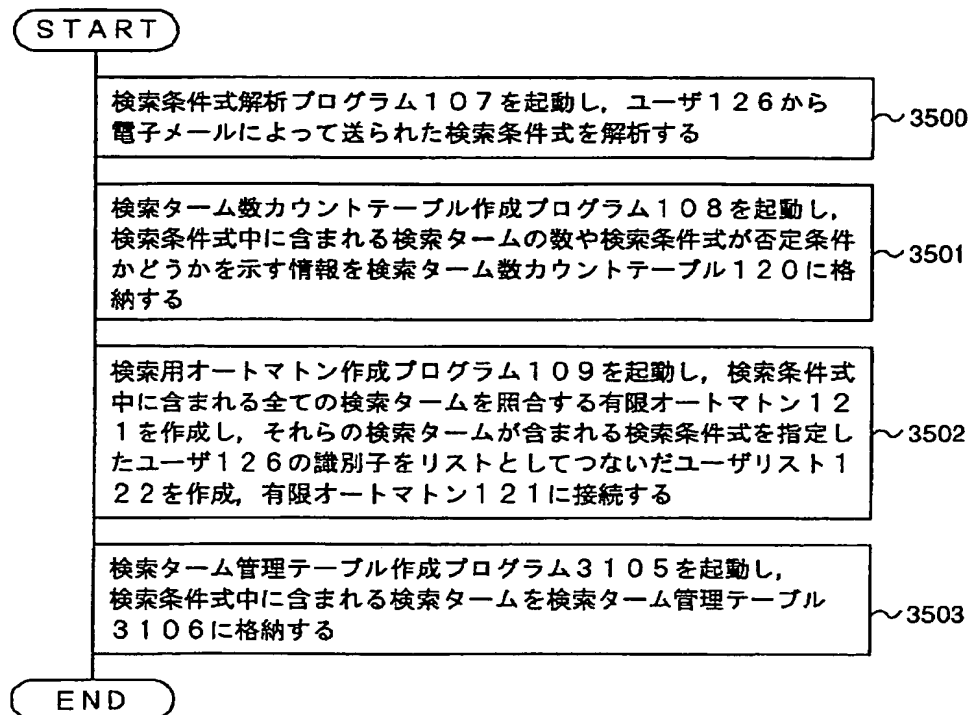 START
検索条件式解析プログラム１０７を起動し，ユーザ１２６から
電子メールによって送られた検索条件式を解析する
～3500
検索ターム数カウントテーブル作成プログラム１０８を起動し，
検索条件式中に含まれる検索タームの数や検索条件式が否定条件
かどうかを示す情報を検索ターム数カウントテーブル１２０に格
納する
～3501
検索用オートマトン作成プログラム１０９を起動し，検索条件式
中に含まれる全ての検索タームを照合する有限オートマトン１２
１を作成し，それらの検索タームが含まれる検索条件式を指定し
たユーザ１２６の識別子をリストとしてつないだユーザリスト１
２２を作成，有限オートマトン１２１に接続する
～3502
検索ターム管理テーブル作成プログラム３１０５を起動し，
検索条件式中に含まれる検索タームを検索ターム管理テーブル
３１０６に格納する
～3503
END